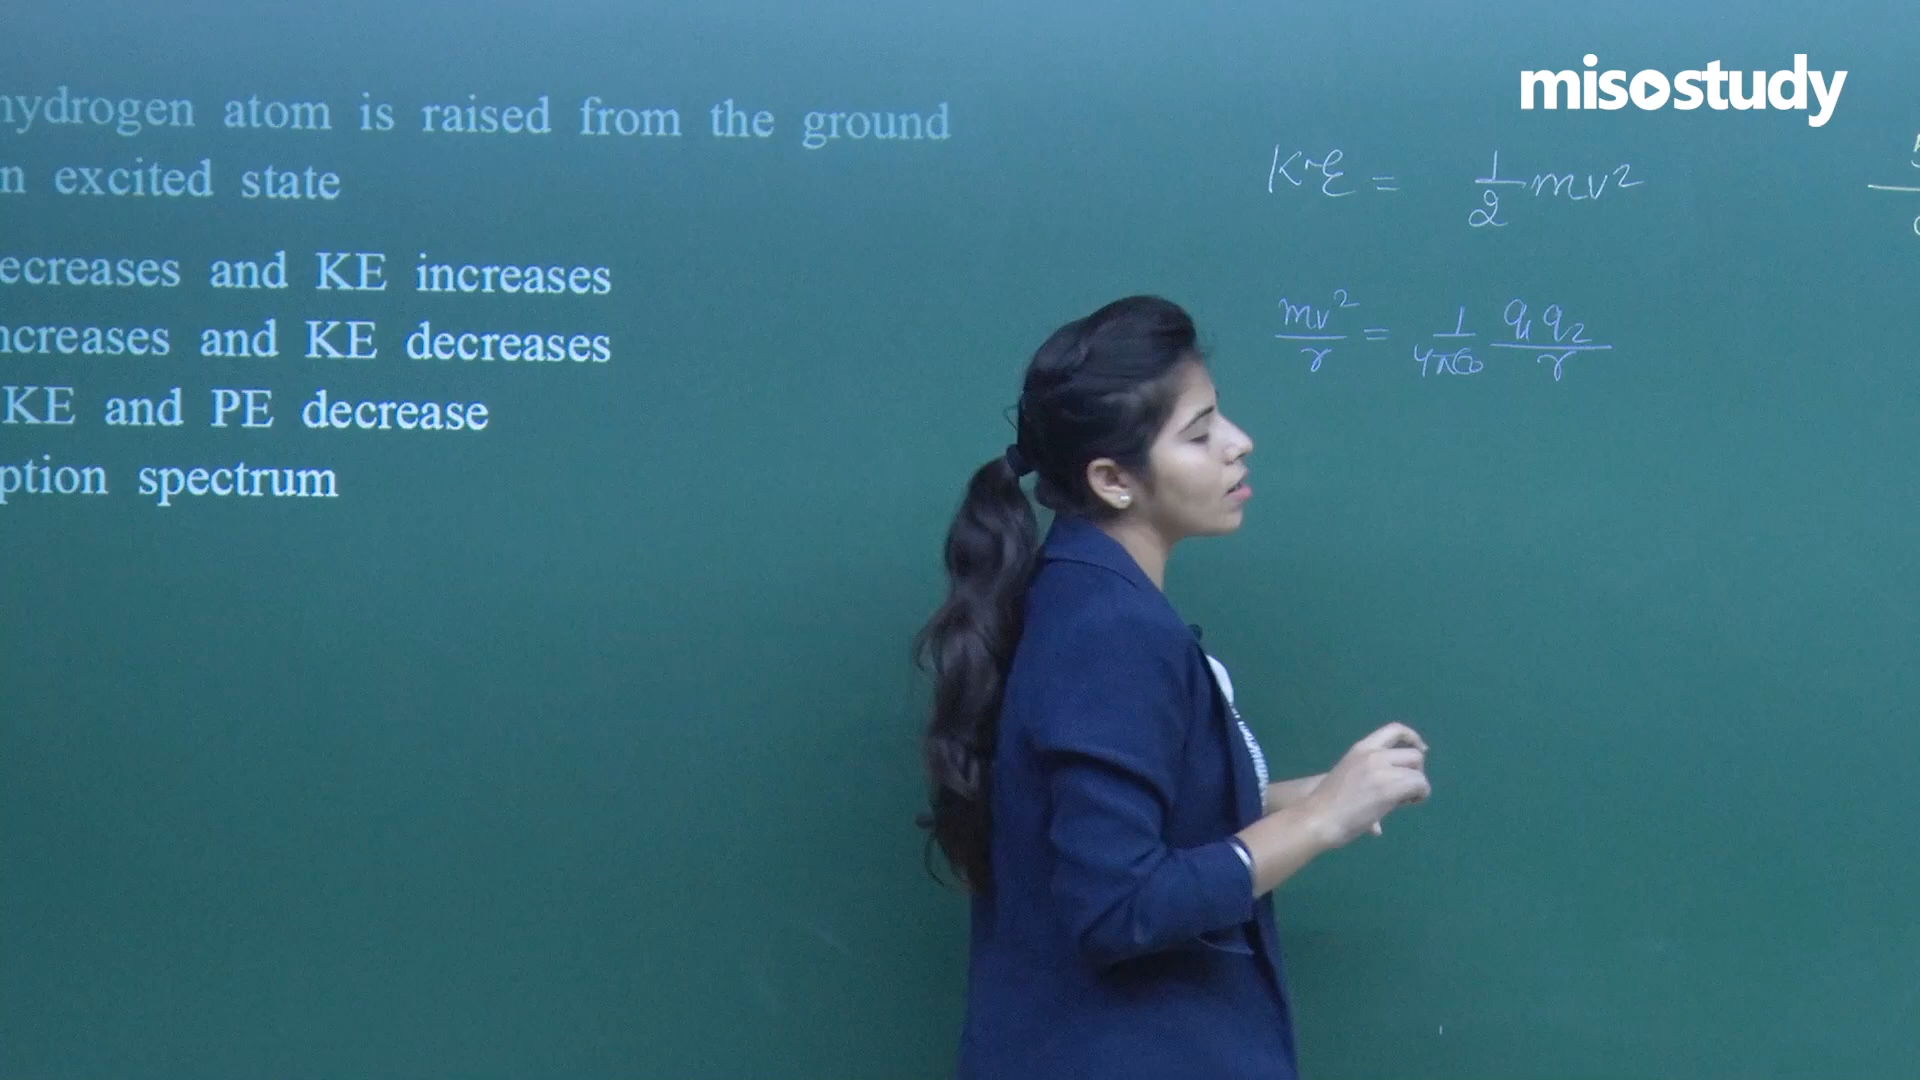 misostudy
hydrogen atom is raised from the ground
n excited state
ecreases and KE increases
ncreases and KE decreases
KE and PE decrease
ption spectrum
KE = 1/2 mv²
mv²/r = 1/4πε₀ q₁q₂/r